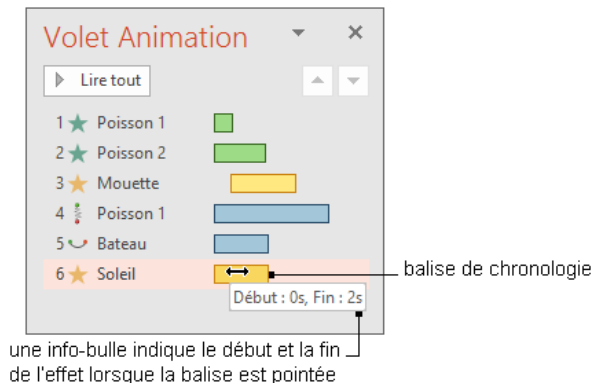 Volet Animation
Lire tout
1 Poisson 1
2 Poisson 2
3 Mouette
4 Poisson 1
5 Bateau
6 Soleil
balise de chronologie
Début : 0s, Fin : 2s
une info-bulle indique le début et la fin
de l'effet lorsque la balise est pointée